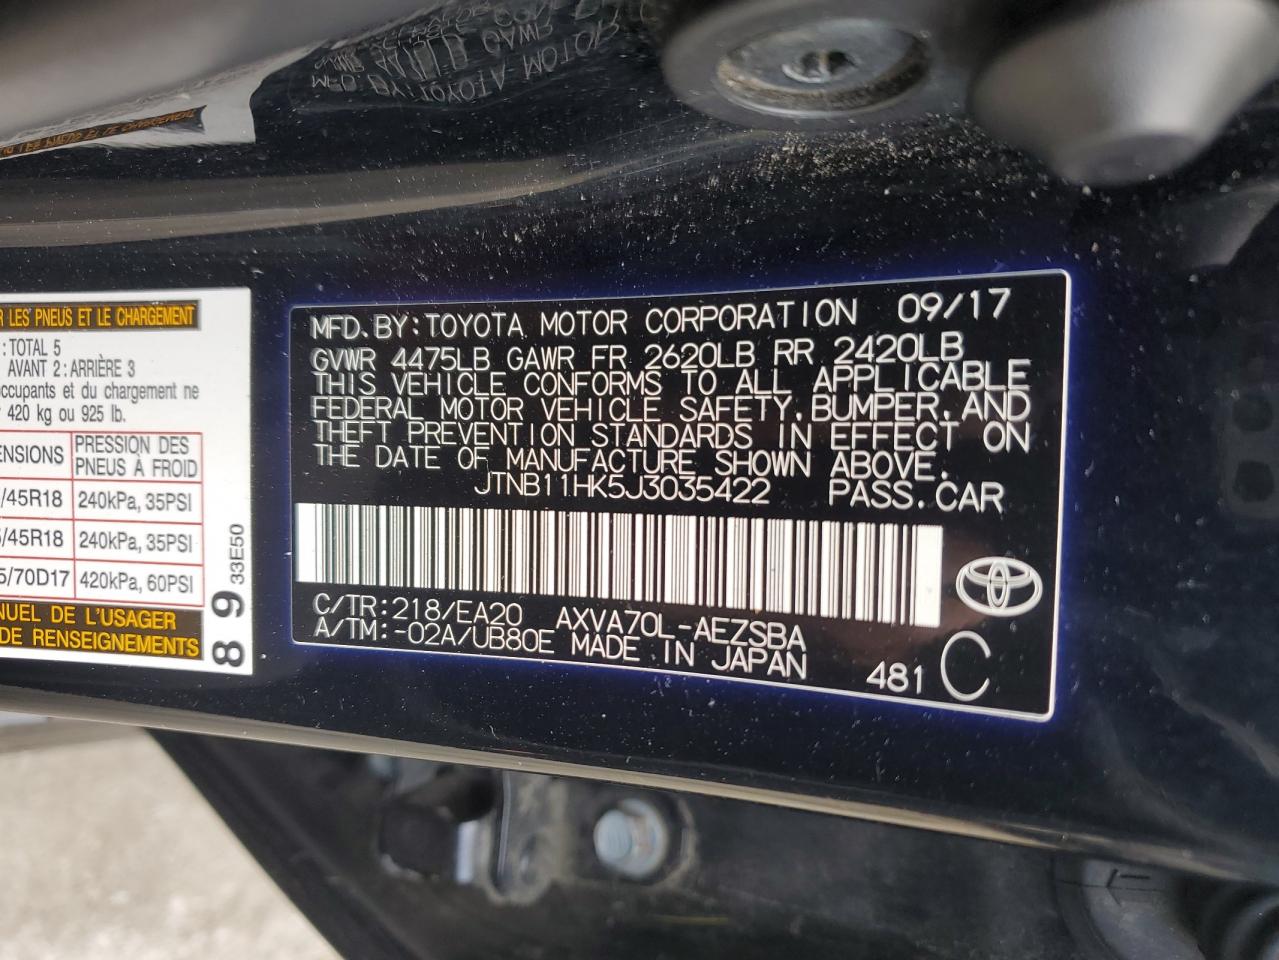 R LES PNEUS ET LE CHARGEMENT
: TOTAL 5
AVANT 2: ARRIÈRE 3
occupants et du chargement ne
420 kg ou 925 lb.
PRESSION DES
PNEUS À FROID
/45R18 240kPa, 35PSI
/45R18 240kPa, 35PSI
5/70D17 420kPa, 60PSI
NUEL DE L'USAGER
DE RENSEIGNEMENTS
33E50
89
MFD. BY: TOYOTA MOTOR CORPORATION 09/17
GVWR 4475LB GAWR FR 2620LB RR 2420LB
THIS VEHICLE CONFORMS TO ALL APPLICABLE
FEDERAL MOTOR VEHICLE SAFETY, BUMPER, AND
THEFT PREVENTION STANDARDS IN EFFECT ON
THE DATE OF MANUFACTURE SHOWN ABOVE.
JTNB11HK5J3035422 PASS. CAR
C/TR: 218/EA20 AXVA70L-AEZSBA
A/TM: -02A/UB80E MADE IN JAPAN
481 C